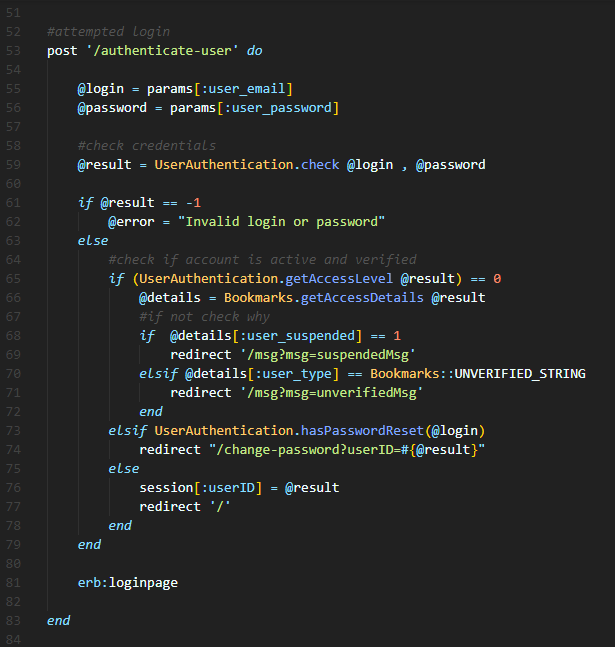 51
52 #attempted login
53 post '/authenticate-user' do
54
55 @login = params[:user_email]
56 @password = params[:user_password]
57
58 #check credentials
59 @result = UserAuthentication.check @login , @password
60
61 if @result == -1
62 @error = "Invalid login or password"
63 else
64 #check if account is active and verified
65 if (UserAuthentication.getAccessLevel @result) == 0
66 @details = Bookmarks.getAccessDetails @result
67 #if not check why
68 if  @details[:user_suspended] == 1
69 redirect '/msg?msg=suspendedMsg'
70 elsif @details[:user_type] == Bookmarks::UNVERIFIED_STRING
71 redirect '/msg?msg=unverifiedMsg'
72 end
73 elsif UserAuthentication.hasPasswordReset(@login)
74 redirect "/change-password?userID=#{@result}"
75 else
76 session[:userID] = @result
77 redirect '/'
78 end
79 end
80
81 erb:loginpage
82
83 end
84